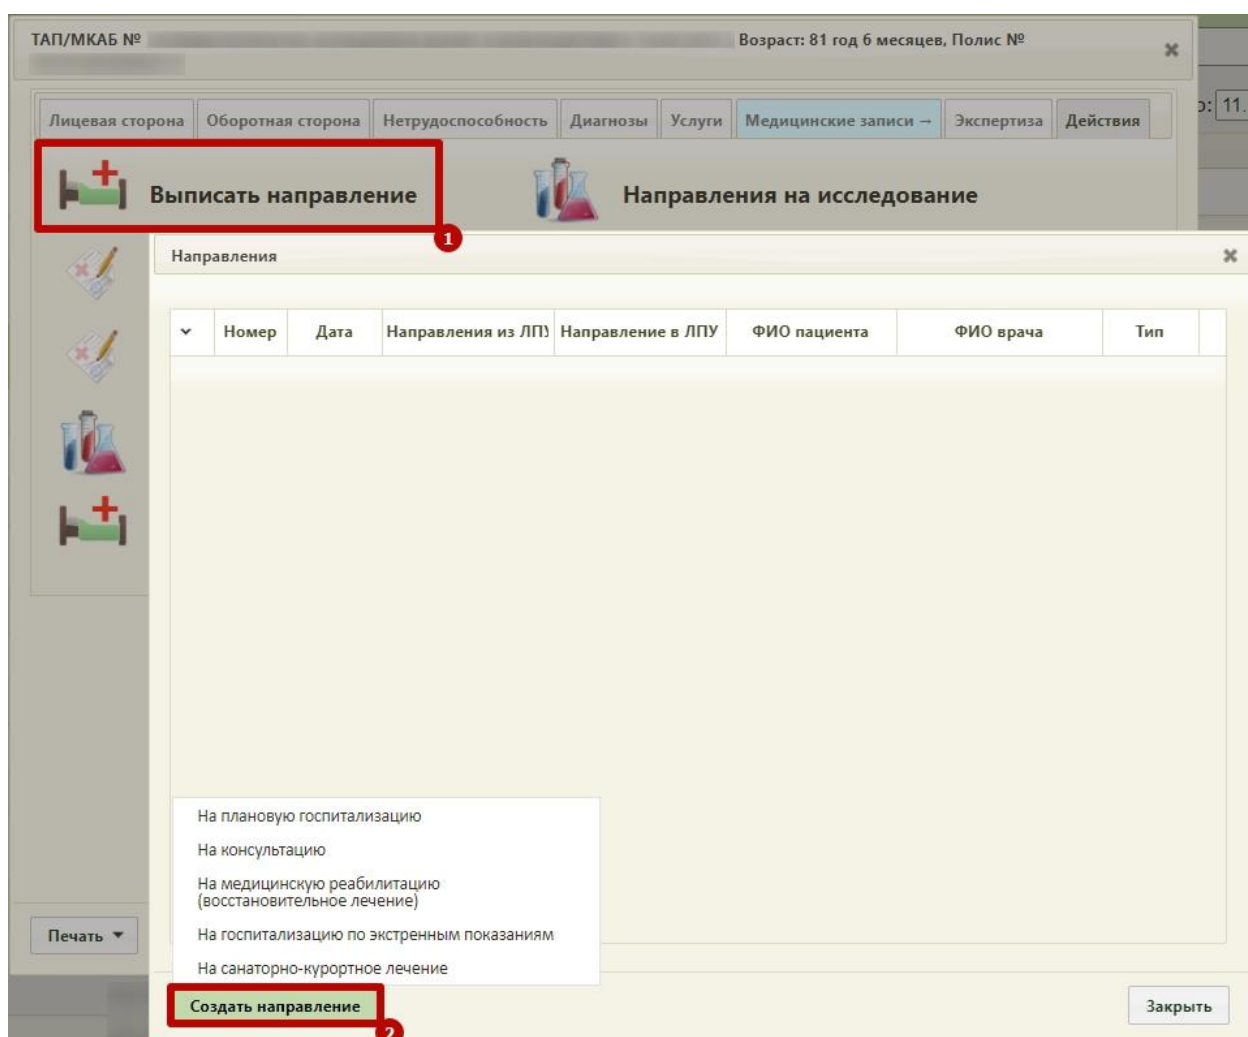 ТАП/МКАБ № Возраст: 81 год 6 месяцев, Полис №
о: 11.
Лицевая сторона Оборотная сторона Нетрудоспособность Диагнозы Услуги Медицинские записи → Экспертиза Действия
Выписать направление Направления на исследование
1
Направления
Номер Дата Направления из ЛПУ Направление в ЛПУ ФИО пациента ФИО врача Тип
На плановую госпитализацию
На консультацию
На медицинскую реабилитацию
(восстановительное лечение)
На госпитализацию по экстренным показаниям
На санаторно-курортное лечение
Печать
Создать направление Закрыть
2